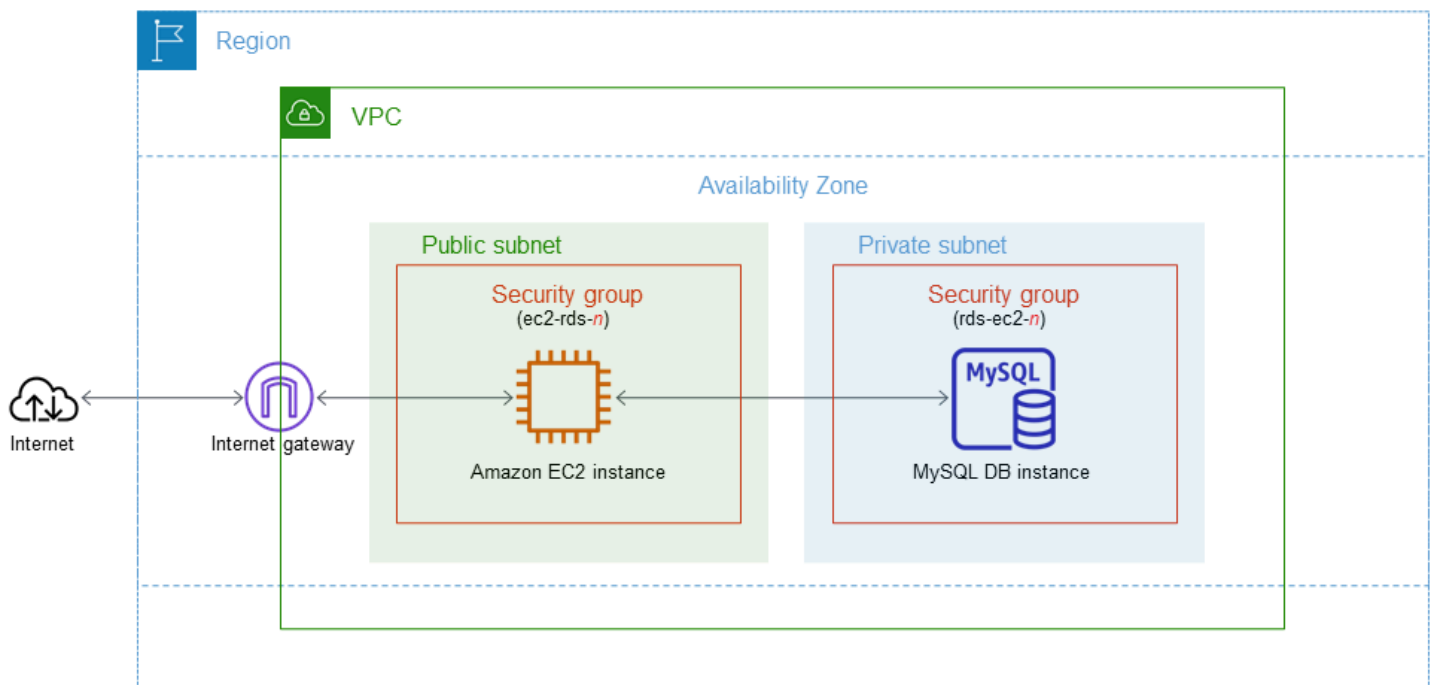 Region
VPC
Availability Zone
Public subnet
Private subnet
Security group
(ec2-rds-n)
Security group
(rds-ec2-n)
MySQL
Internet
Internet gateway
Amazon EC2 instance
MySQL DB instance